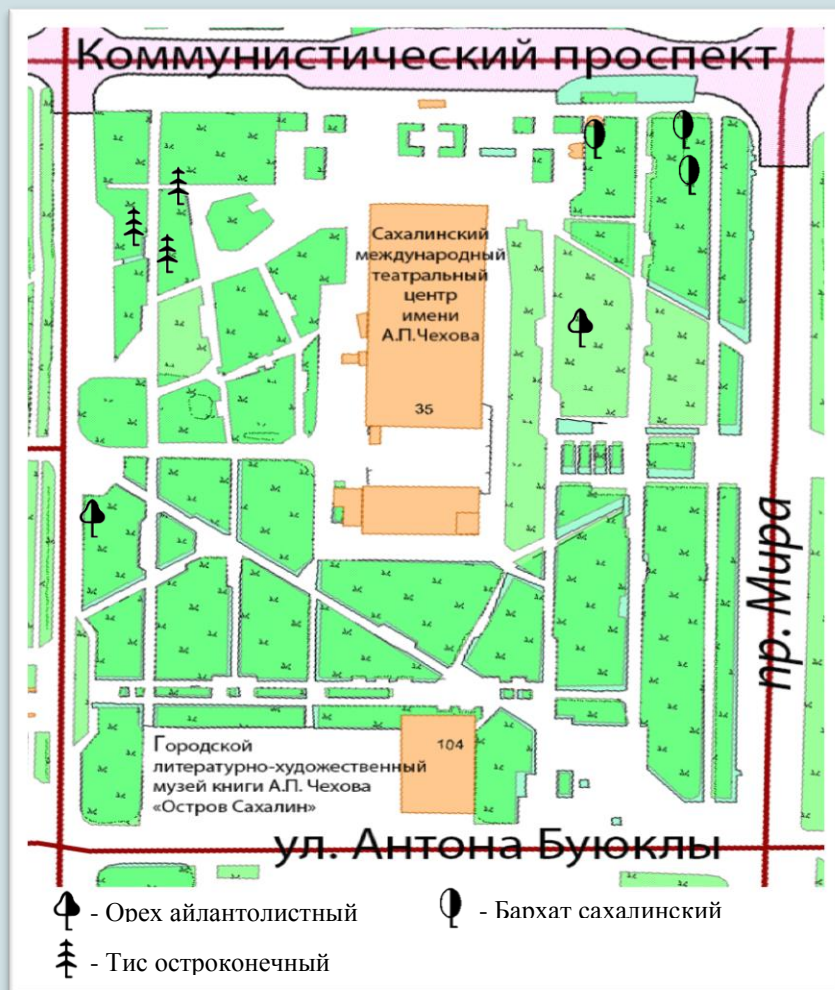 Коммунистический проспект
Сахалинский
международный
театральный
центр
имени
А.П.Чехова
35
пр. Мира
104
Городской
литературно-художественный
музей книги А.П. Чехова
«Остров Сахалин»
ул. Антона Буюклы
- Орех айлантолистный
- Бархат сахалинский
- Тис остроконечный